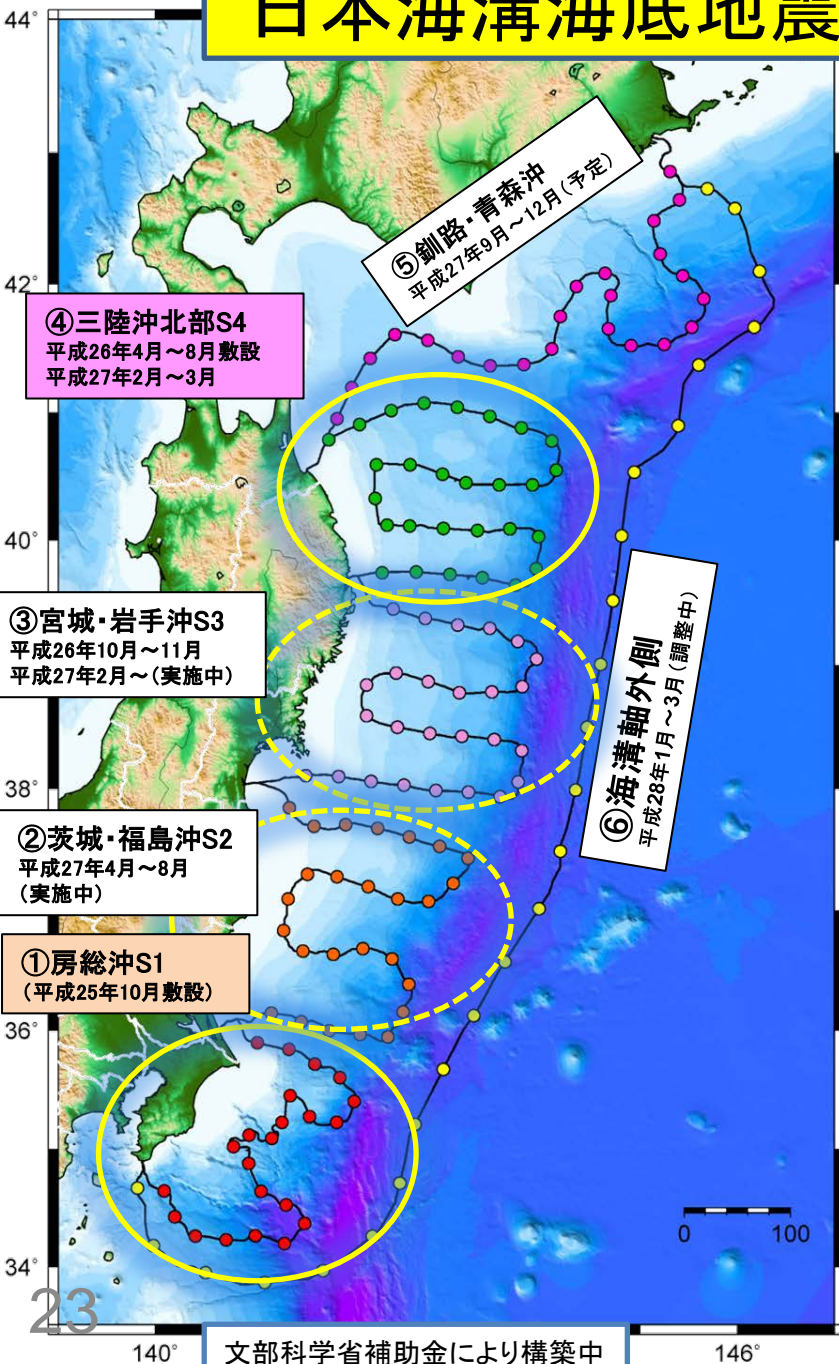 日本海溝海底地震
44°
⑤釧路・青森沖
平成27年9月～12月(予定)
42°
④三陸沖北部S4
平成26年4月～8月敷設
平成27年2月～3月
40°
③宮城・岩手沖S3
平成26年10月～11月
平成27年2月～(実施中)
⑥海溝軸外側
平成28年1月～3月(調整中)
38°
②茨城・福島沖S2
平成27年4月～8月
(実施中)
①房総沖S1
(平成25年10月敷設)
36°
0 100
34°
23
140° 146°
文部科学省補助金により構築中